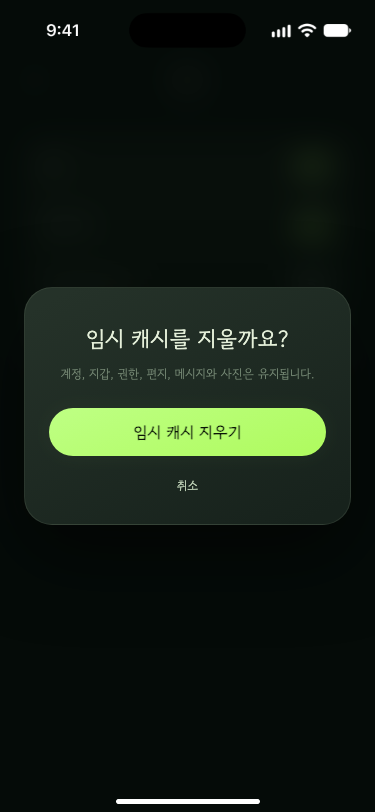 9:41
임시 캐시를 지울까요?
계정, 지갑, 권한, 편지, 메시지와 사진은 유지됩니다.
임시 캐시 지우기
취소